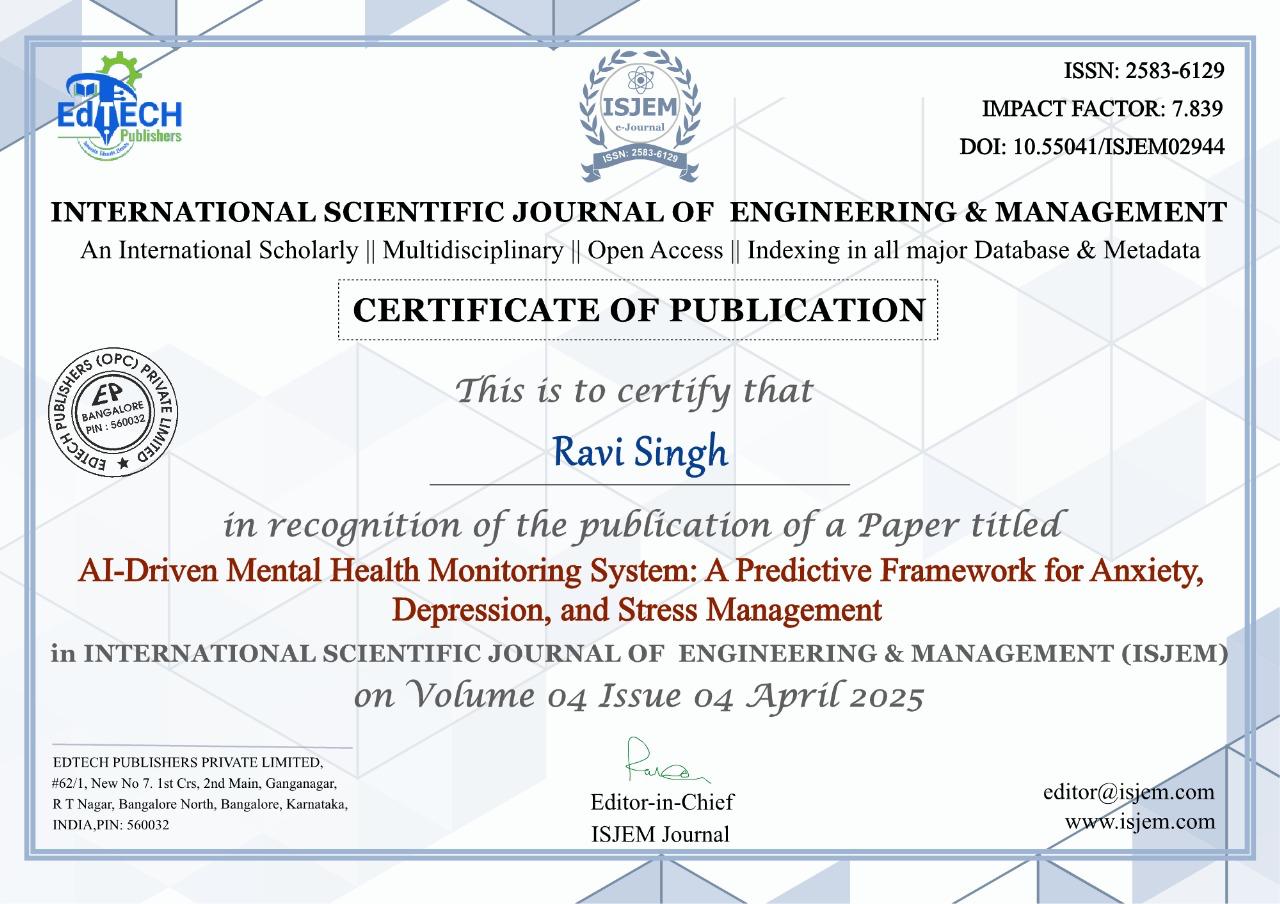 EdTECH
Publishers
ISJEM
e-Journal
ISSN: 2583-6129
ISSN: 2583-6129
IMPACT FACTOR: 7.839
DOI: 10.55041/ISJEM02944
INTERNATIONAL SCIENTIFIC JOURNAL OF ENGINEERING & MANAGEMENT
An International Scholarly || Multidisciplinary || Open Access || Indexing in all major Database & Metadata
CERTIFICATE OF PUBLICATION
EDTECH PUBLISHERS (OPC) PRIVATE LIMITED
EP
BANGALORE
PIN : 560032
This is to certify that
Ravi Singh
in recognition of the publication of a Paper titled
AI-Driven Mental Health Monitoring System: A Predictive Framework for Anxiety,
Depression, and Stress Management
in INTERNATIONAL SCIENTIFIC JOURNAL OF ENGINEERING & MANAGEMENT (ISJEM)
on Volume 04 Issue 04 April 2025
EDTECH PUBLISHERS PRIVATE LIMITED,
#62/1, New No 7. 1st Crs, 2nd Main, Ganganagar,
R T Nagar, Bangalore North, Bangalore, Karnataka,
INDIA,PIN: 560032
Editor-in-Chief
ISJEM Journal
editor@isjem.com
www.isjem.com